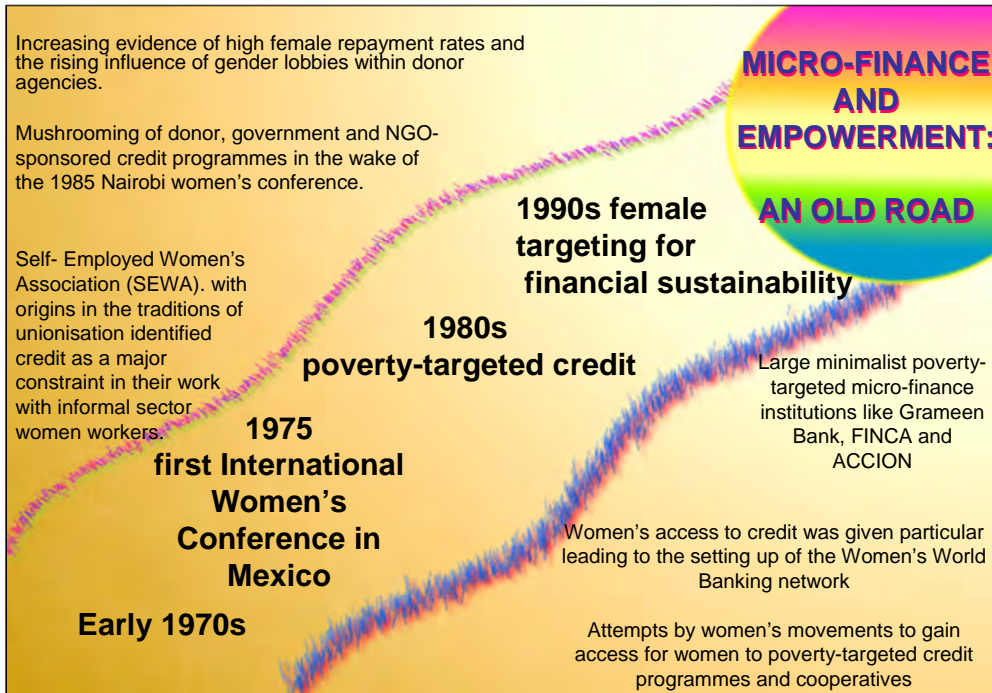 Increasing evidence of high female repayment rates and
the rising influence of gender lobbies within donor
agencies.
Mushrooming of donor, government and NGO-
sponsored credit programmes in the wake of
the 1985 Nairobi women's conference.
Self- Employed Women's
Association (SEWA). with
origins in the traditions of
unionisation identified
credit as a major
constraint in their work
with informal sector
women workers.
MICRO-FINANCE
AND
EMPOWERMENT:
AN OLD ROAD
1990s female
targeting for
financial sustainability
1980s
poverty-targeted credit
1975
first International
Women's
Conference in
Mexico
Early 1970s
Large minimalist poverty-
targeted micro-finance
institutions like Grameen
Bank, FINCA and
ACCION
Women's access to credit was given particular
leading to the setting up of the Women's World
Banking network
Attempts by women's movements to gain
access for women to poverty-targeted credit
programmes and cooperatives